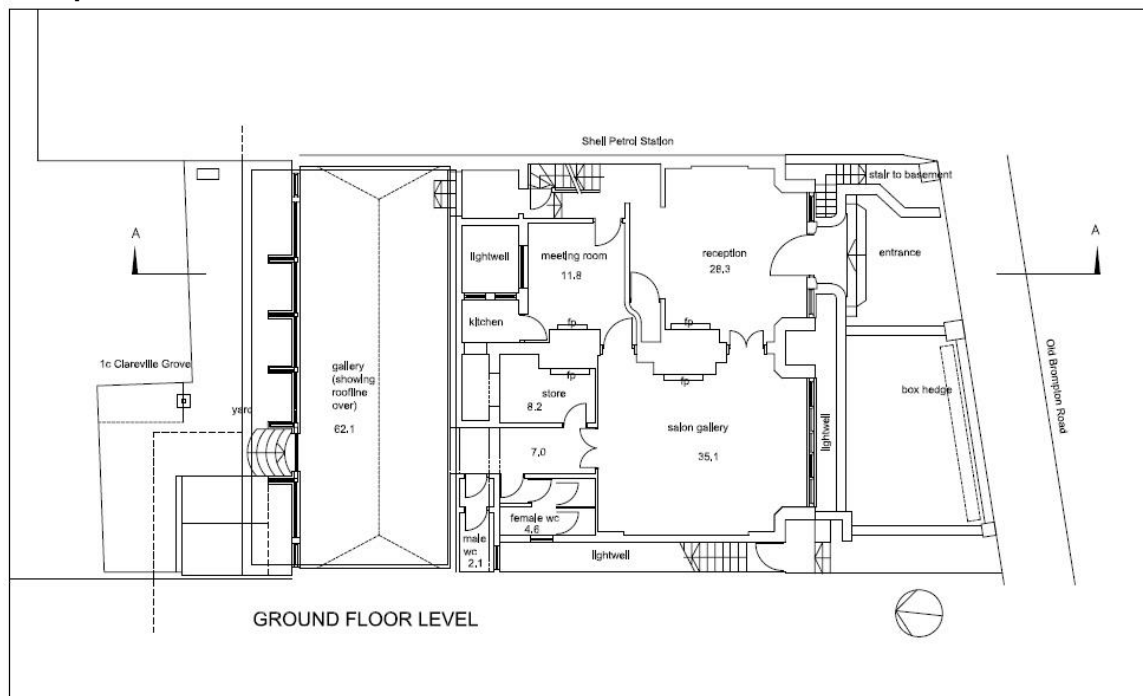 Shell Petrol Station
stair to basement
A
A
lightwell
meeting room
11.8
reception
28.3
entrance
kitchen
fp
fp
1c Clareville Grove
gallery
(showing
roofline
over)
62.1
fp
fp
store
8.2
yard
salon gallery
35.1
lightwell
box hedge
Old Brompton Road
7.0
female wc
4.6
male
wc
2.1
lightwell
GROUND FLOOR LEVEL